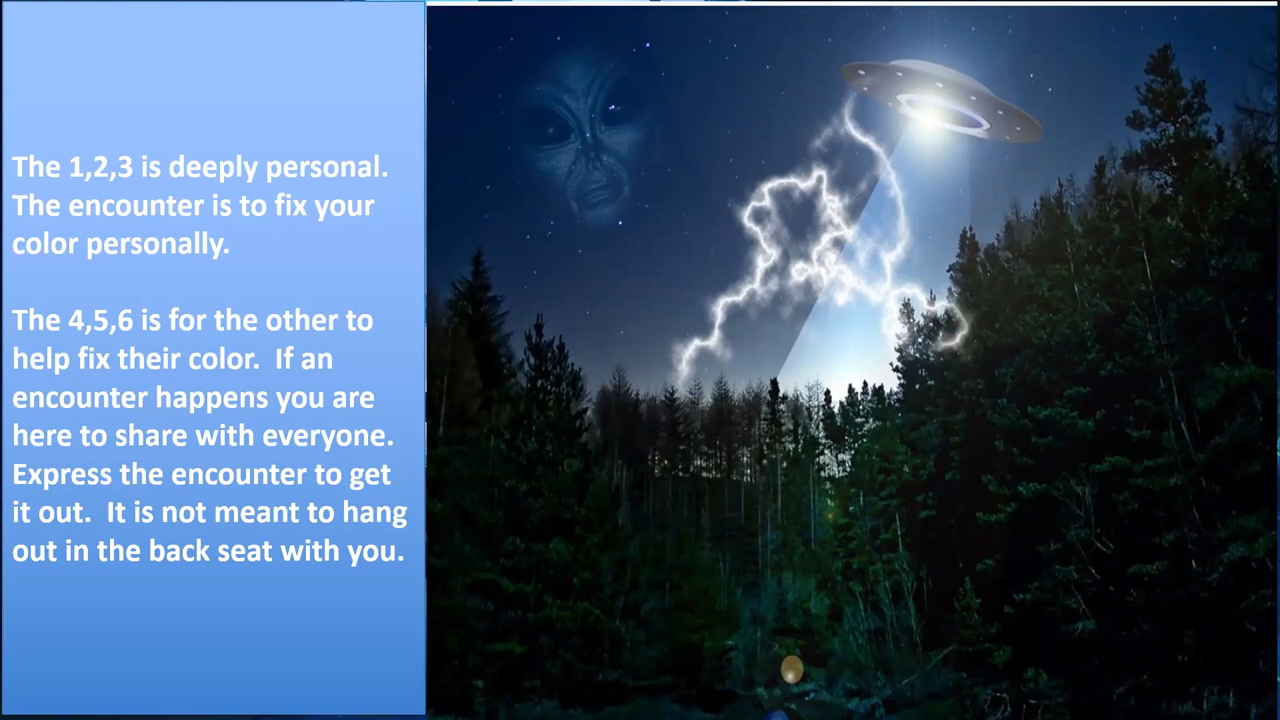 The 1,2,3 is deeply personal.
The encounter is to fix your
color personally.
The 4,5,6 is for the other to
help fix their color.  If an
encounter happens you are
here to share with everyone.
Express the encounter to get
it out.  It is not meant to hang
out in the back seat with you.